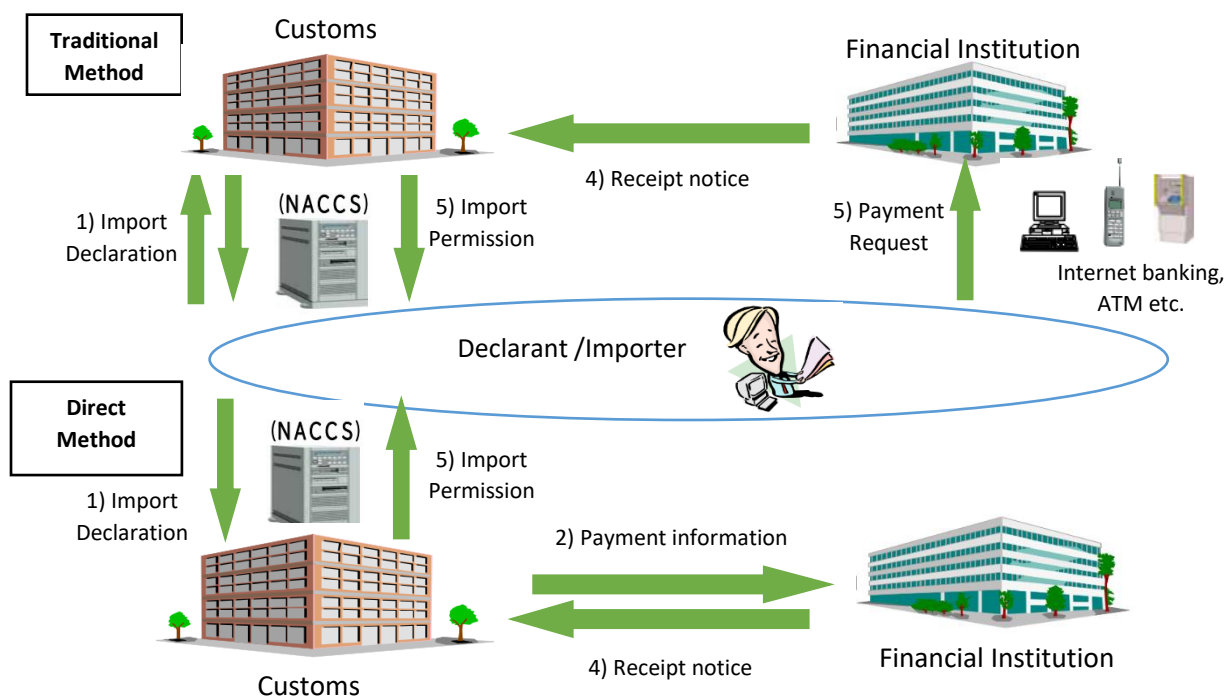 Traditional
Method
Customs
Financial Institution
4) Receipt notice
1) Import
Declaration
(NACCS)
5) Import
Permission
5) Payment
Request
Internet banking,
ATM etc.
Declarant /Importer
Direct
Method
(NACCS)
1) Import
Declaration
5) Import
Permission
2) Payment information
4) Receipt notice
Customs
Financial Institution